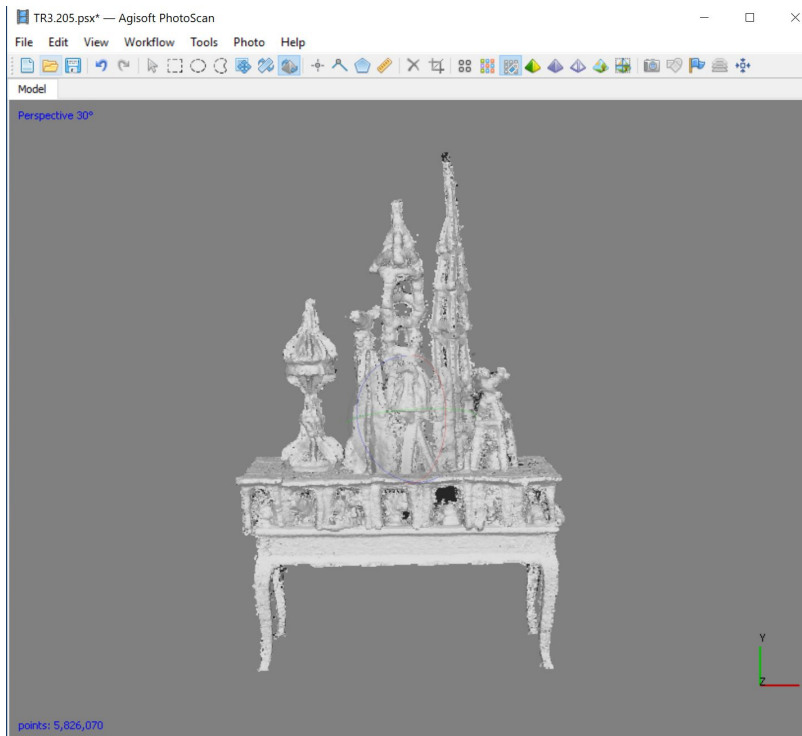 TR3.205.psx* — Agisoft PhotoScan
File Edit View Workflow Tools Photo Help
Model
Perspective 30°
Y
Z
points: 5,826,070